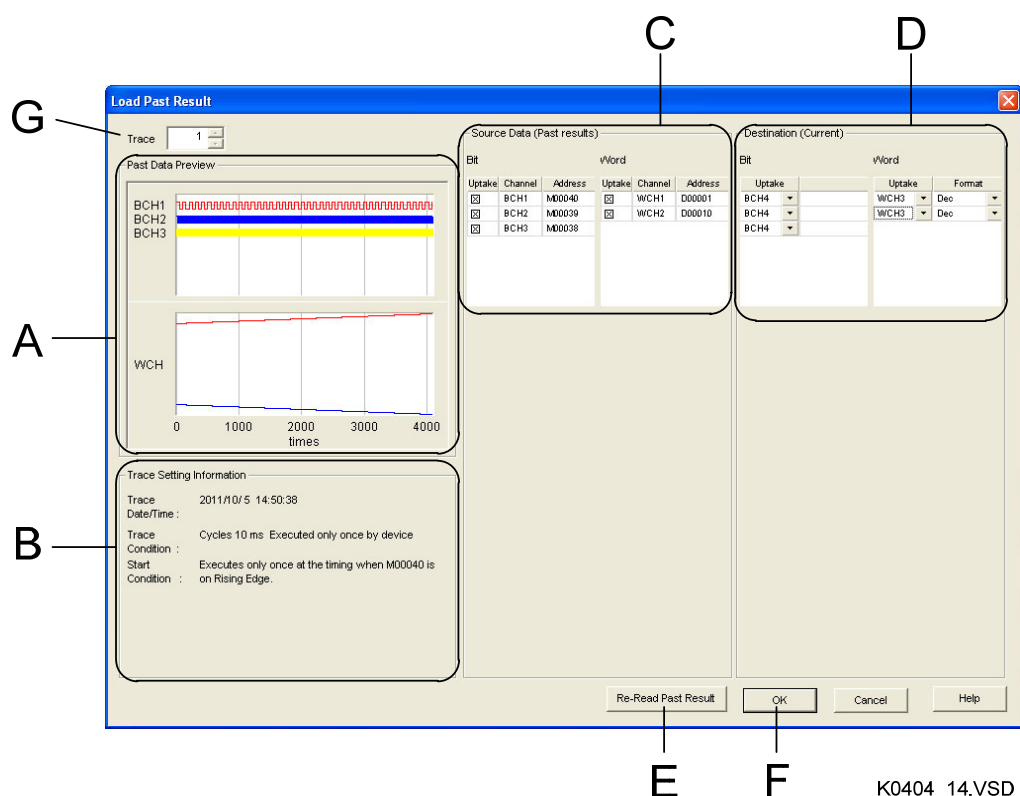 C
D
Load Past Result
G
Trace 1
Past Data Preview
BCH1
BCH2
BCH3
A
WCH
0 1000 2000 3000 4000
times
Source Data (Past results)
Bit Word
Uptake Channel Address Uptake Channel Address
BCH1 M00040 WCH1 D00001
BCH2 M00039 WCH2 D00010
BCH3 M00038
Destination (Current)
Bit Word
Uptake Uptake Format
BCH4 WCH3 Dec
BCH4 WCH3 Dec
BCH4
B
Trace Setting Information
Trace Date/Time : 2011/10/ 5 14:50:38
Trace Condition : Cycles 10 ms Executed only once by device
Start Condition : Executes only once at the timing when M00040 is
on Rising Edge.
Re-Read Past Result OK Cancel Help
E
F
K0404_14.VSD